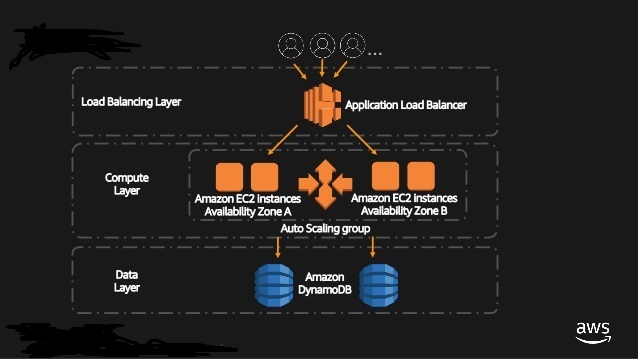 ...
Load Balancing Layer
Application Load Balancer
Compute
Layer
Amazon EC2 instances
Availability Zone A
Amazon EC2 instances
Availability Zone B
Auto Scaling group
Data
Layer
Amazon
DynamoDB
aws